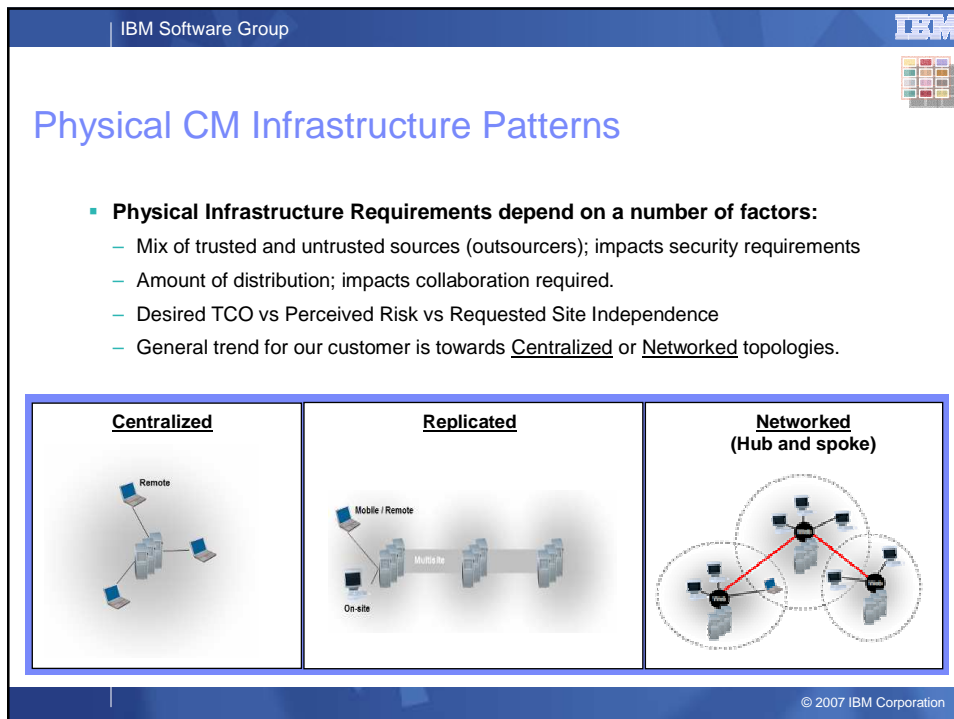 IBM Software Group
IBM
Physical CM Infrastructure Patterns
Physical Infrastructure Requirements depend on a number of factors:
– Mix of trusted and untrusted sources (outsourcers); impacts security requirements
– Amount of distribution; impacts collaboration required.
– Desired TCO vs Perceived Risk vs Requested Site Independence
– General trend for our customer is towards Centralized or Networked topologies.
Centralized
Remote
Replicated
Mobile / Remote
Multisite
On-site
Networked
(Hub and spoke)
© 2007 IBM Corporation